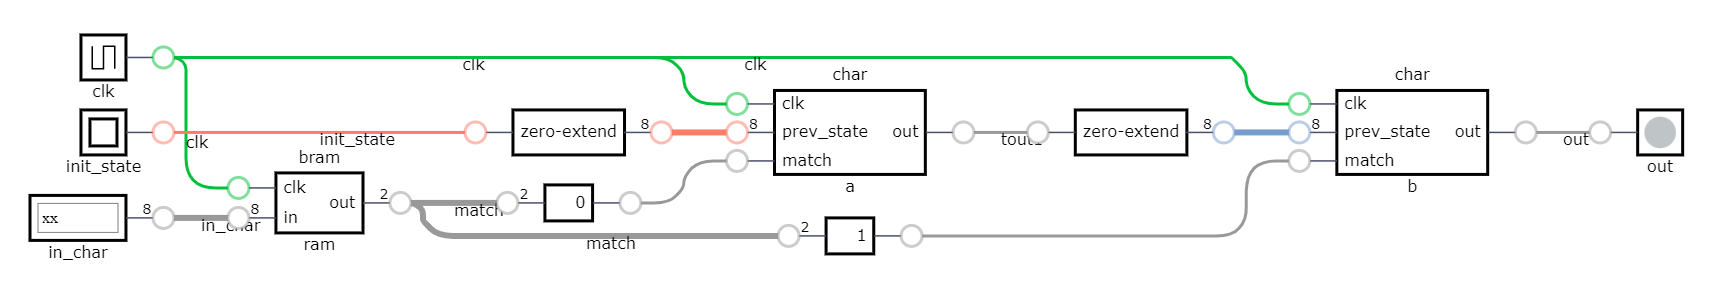 clk
clk
clk
char
char
clk
clk
clk
init_state
init_state
zero-extend
8
8
prev_state
out
match
a
tout1
zero-extend
8
8
prev_state
out
match
b
out
out
bram
clk
in
out
ram
xx
in_char
8
8
in_char
2
2
match
0
match
2
1